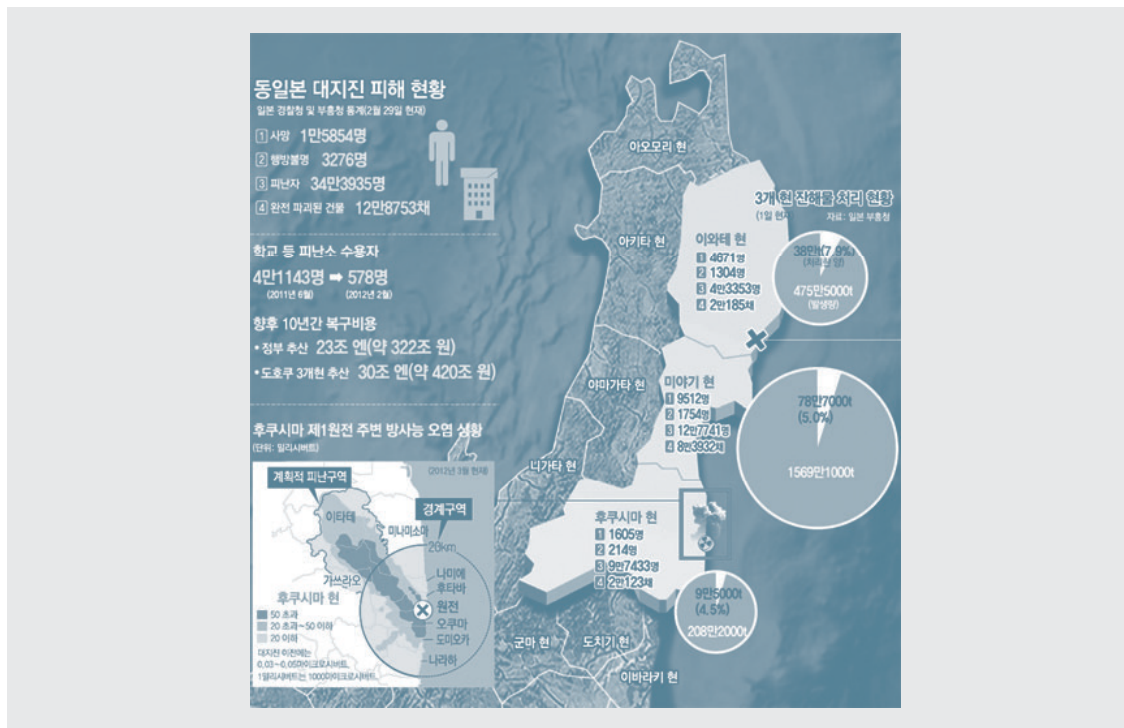 동일본 대지진 피해 현황
일본 경찰청 및 부흥청 통계(2월 29일 현재)
1 사망 1만5854명
2 행방불명 3276명
3 피난자 34만3935명
4 완전 파괴된 건물 12만8753채
학교 등 피난소 수용자
4만1143명 ➡ 578명
(2011년 6월) (2012년 2월)
향후 10년간 복구비용
• 정부 추산 23조 엔(약 322조 원)
• 도호쿠 3개현 추산 30조 엔(약 420조 원)
후쿠시마 제1원전 주변 방사능 오염 상황
(단위: 밀리시버트)
(2012년 3월 현재)
계획적 피난구역
경계구역
이타테
미나미소마
20km
나미에
후타바
가쓰라오
원전
오쿠마
도미오카
나라하
후쿠시마 현
50 초과
20 초과~50 이하
20 이하
대지진 이전에는
0.03~0.05마이크로시버트.
1밀리시버트는 1000마이크로시버트.
아오모리 현
아키타 현
이와테 현
1 4671명
2 1304명
3 4만3353명
4 2만185채
야마가타 현
미야기 현
1 9512명
2 1754명
3 12만7741명
4 8만3932채
니가타 현
후쿠시마 현
1 1605명
2 214명
3 9만7433명
4 2만123채
군마 현
도치기 현
이바라키 현
3개 현 잔해물 처리 현황
(1일 현재) 자료: 일본 부흥청
38만t(7.9%)
(처리한 양)
475만5000t
(발생량)
78만7000t
(5.0%)
1569만1000t
9만5000t
(4.5%)
208만2000t